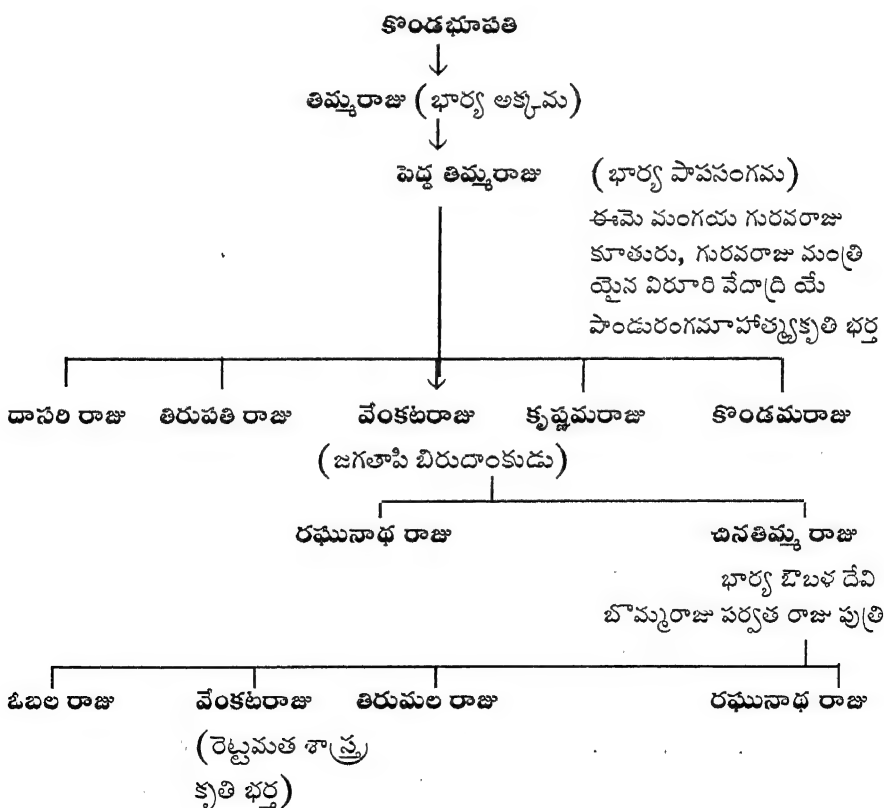 కొండభూపతి
తిమ్మరాజు (భార్య అక్కమ)
పెద్ద తిమ్మరాజు (భార్య పాపసంగమ)
ఈమె మంగయ గురవరాజు
కూతురు, గురవరాజు మంత్రి
యైన విరూరి వేదాద్రి యే
పాండురంగమాహాత్మ్యకృతి భర్త
దాసరి రాజు తిరుపతి రాజు వేంకటరాజు కృష్ణమరాజు కొండమరాజు
(జగతాపి బిరుదాంకుడు)
రఘునాథ రాజు చినతిమ్మ రాజు
భార్య ఔబళ దేవి
బొమ్మరాజు పర్వత రాజు పుత్రి
ఓబల రాజు వేంకటరాజు తిరుమల రాజు రఘునాథ రాజు
(రెట్టమత శాస్త్ర
కృతి భర్త)